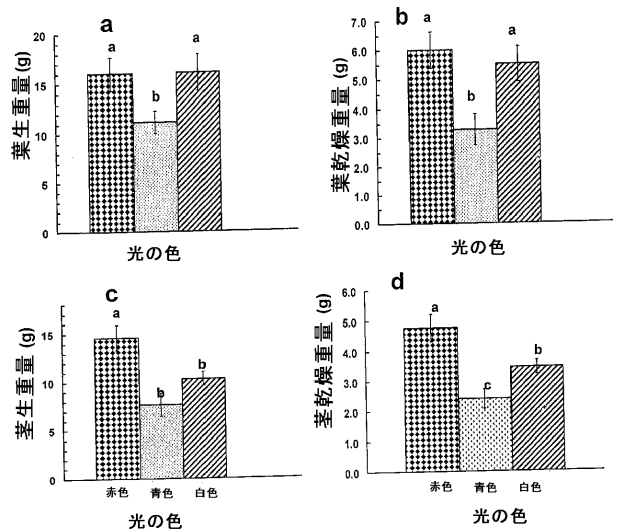 a
葉生重量 (g)
20
15
10
5
0
a
b
a
光の色
b
葉乾燥重量 (g)
7.0
6.0
5.0
4.0
3.0
2.0
1.0
0.0
a
b
a
光の色
c
茎生重量 (g)
15
10
5
0
a
b
b
赤色 青色 白色
光の色
d
茎乾燥重量 (g)
6.0
5.0
4.0
3.0
2.0
1.0
0.0
a
c
b
赤色 青色 白色
光の色